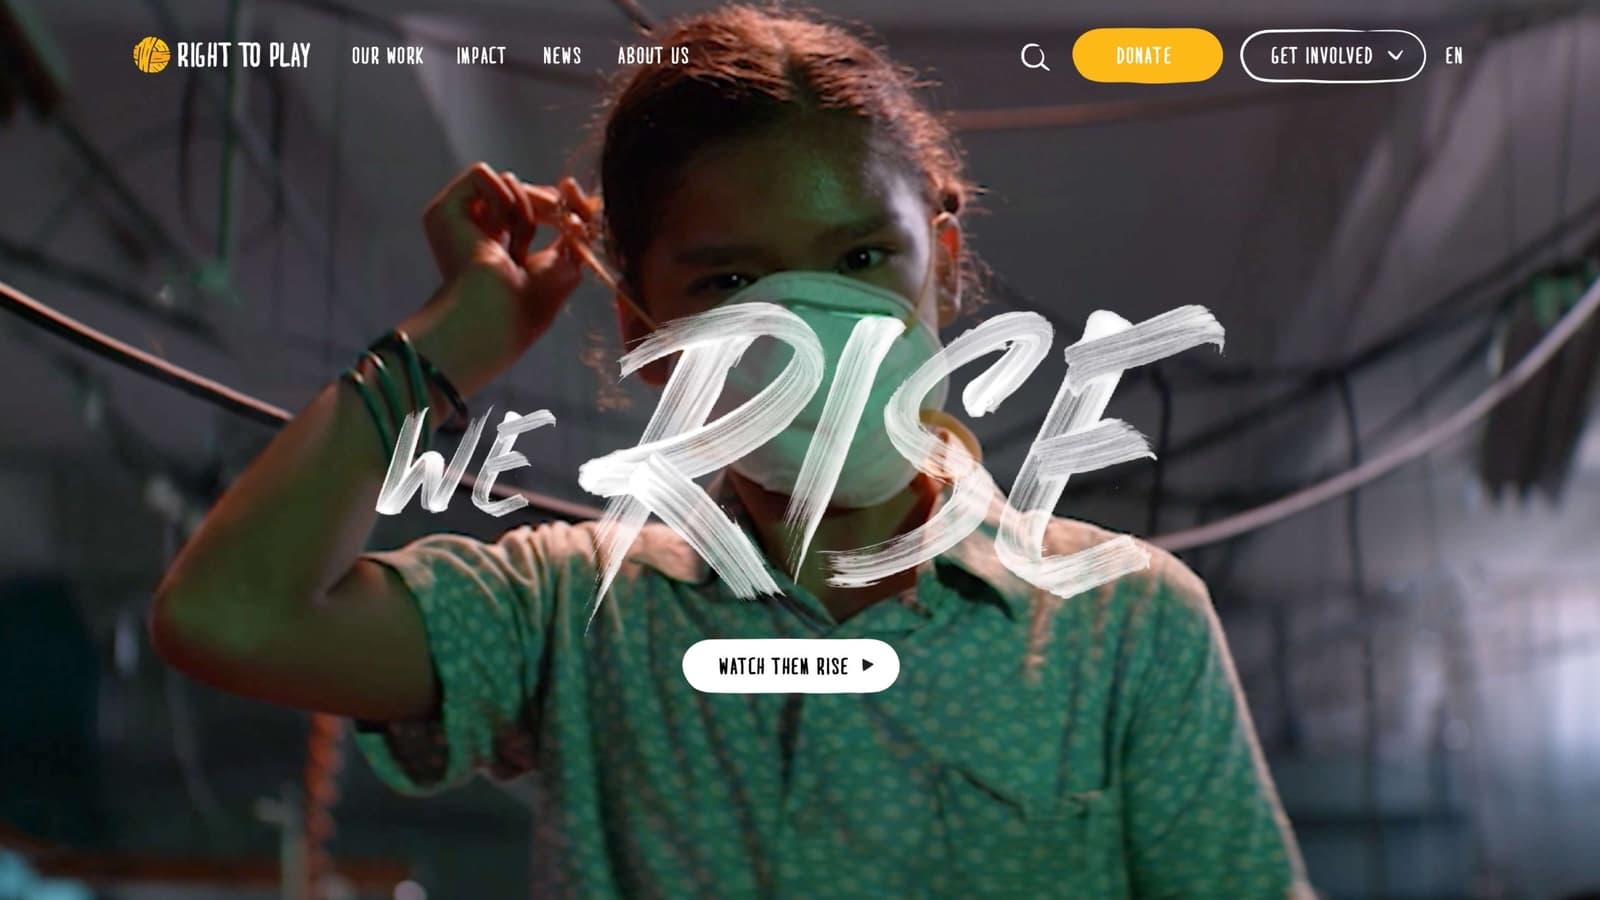 RIGHT TO PLAY
OUR WORK
IMPACT
NEWS
ABOUT US
DONATE
GET INVOLVED
EN
WE RISE
WATCH THEM RISE